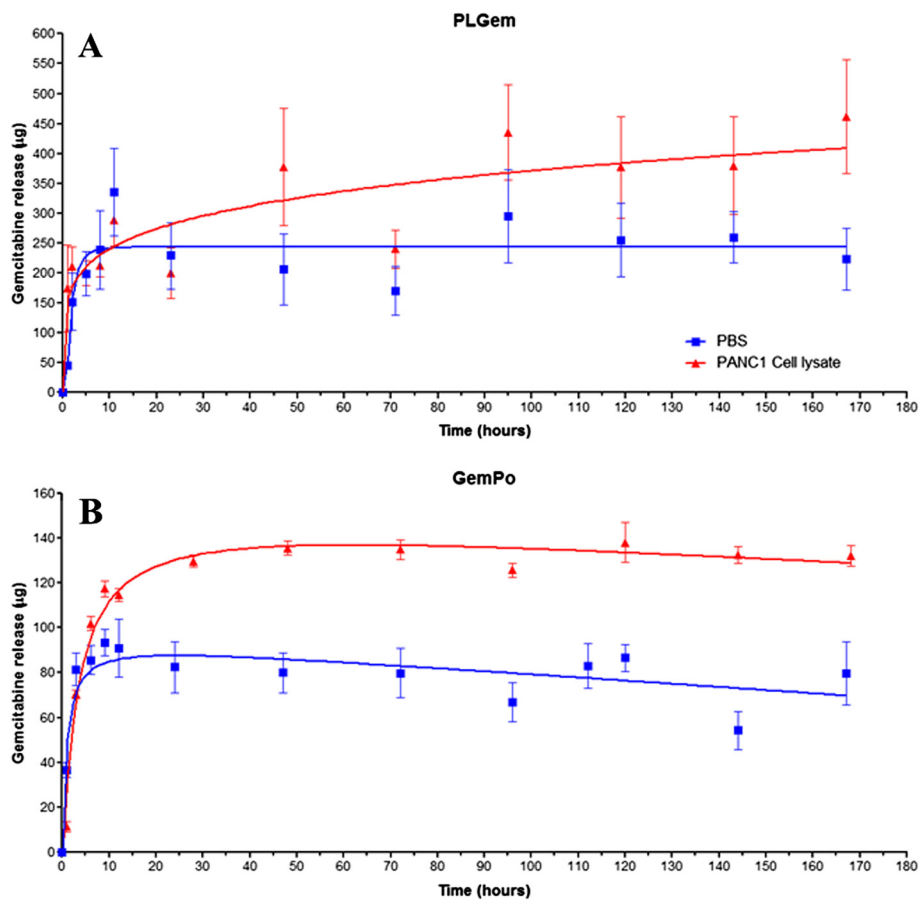 PLGem
A
600
550
500
450
400
350
300
250
200
150
100
50
0
Gemcitabine release (µg)
PBS
PANC1 Cell lysate
0 10 20 30 40 50 60 70 80 90 100 110 120 130 140 150 160 170 180
Time (hours)
GemPo
B
160
140
120
100
80
60
40
20
0
Gemcitabine release (µg)
0 10 20 30 40 50 60 70 80 90 100 110 120 130 140 150 160 170 180
Time (hours)